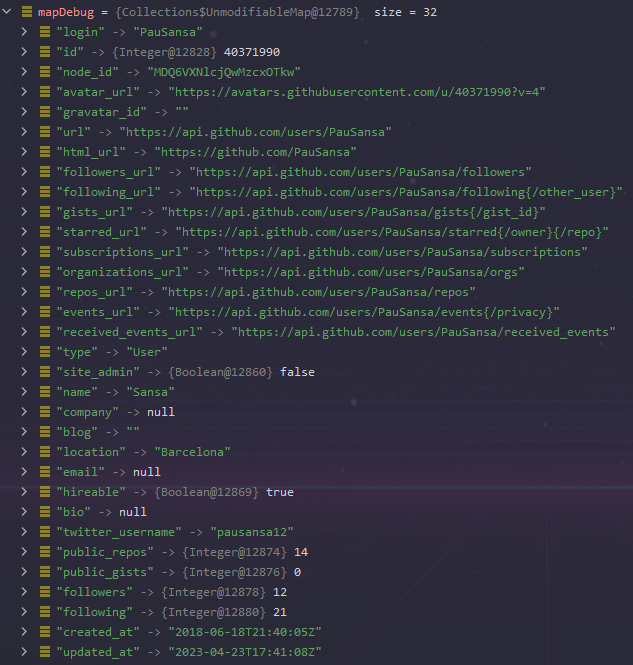 mapDebug = {Collections$UnmodifiableMap@12789} size = 32
"login" -> "PauSansa"
"id" -> {Integer@12828} 40371990
"node_id" -> "MDQ6VXNlcjQwMzcxOTkw"
"avatar_url" -> "https://avatars.githubusercontent.com/u/40371990?v=4"
"gravatar_id" -> ""
"url" -> "https://api.github.com/users/PauSansa"
"html_url" -> "https://github.com/PauSansa"
"followers_url" -> "https://api.github.com/users/PauSansa/followers"
"following_url" -> "https://api.github.com/users/PauSansa/following{/other_user}"
"gists_url" -> "https://api.github.com/users/PauSansa/gists{/gist_id}"
"starred_url" -> "https://api.github.com/users/PauSansa/starred{/owner}{/repo}"
"subscriptions_url" -> "https://api.github.com/users/PauSansa/subscriptions"
"organizations_url" -> "https://api.github.com/users/PauSansa/orgs"
"repos_url" -> "https://api.github.com/users/PauSansa/repos"
"events_url" -> "https://api.github.com/users/PauSansa/events{/privacy}"
"received_events_url" -> "https://api.github.com/users/PauSansa/received_events"
"type" -> "User"
"site_admin" -> {Boolean@12860} false
"name" -> "Sansa"
"company" -> null
"blog" -> ""
"location" -> "Barcelona"
"email" -> null
"hireable" -> {Boolean@12869} true
"bio" -> null
"twitter_username" -> "pausansa12"
"public_repos" -> {Integer@12874} 14
"public_gists" -> {Integer@12876} 0
"followers" -> {Integer@12878} 12
"following" -> {Integer@12880} 21
"created_at" -> "2018-06-18T21:40:05Z"
"updated_at" -> "2023-04-23T17:41:08Z"